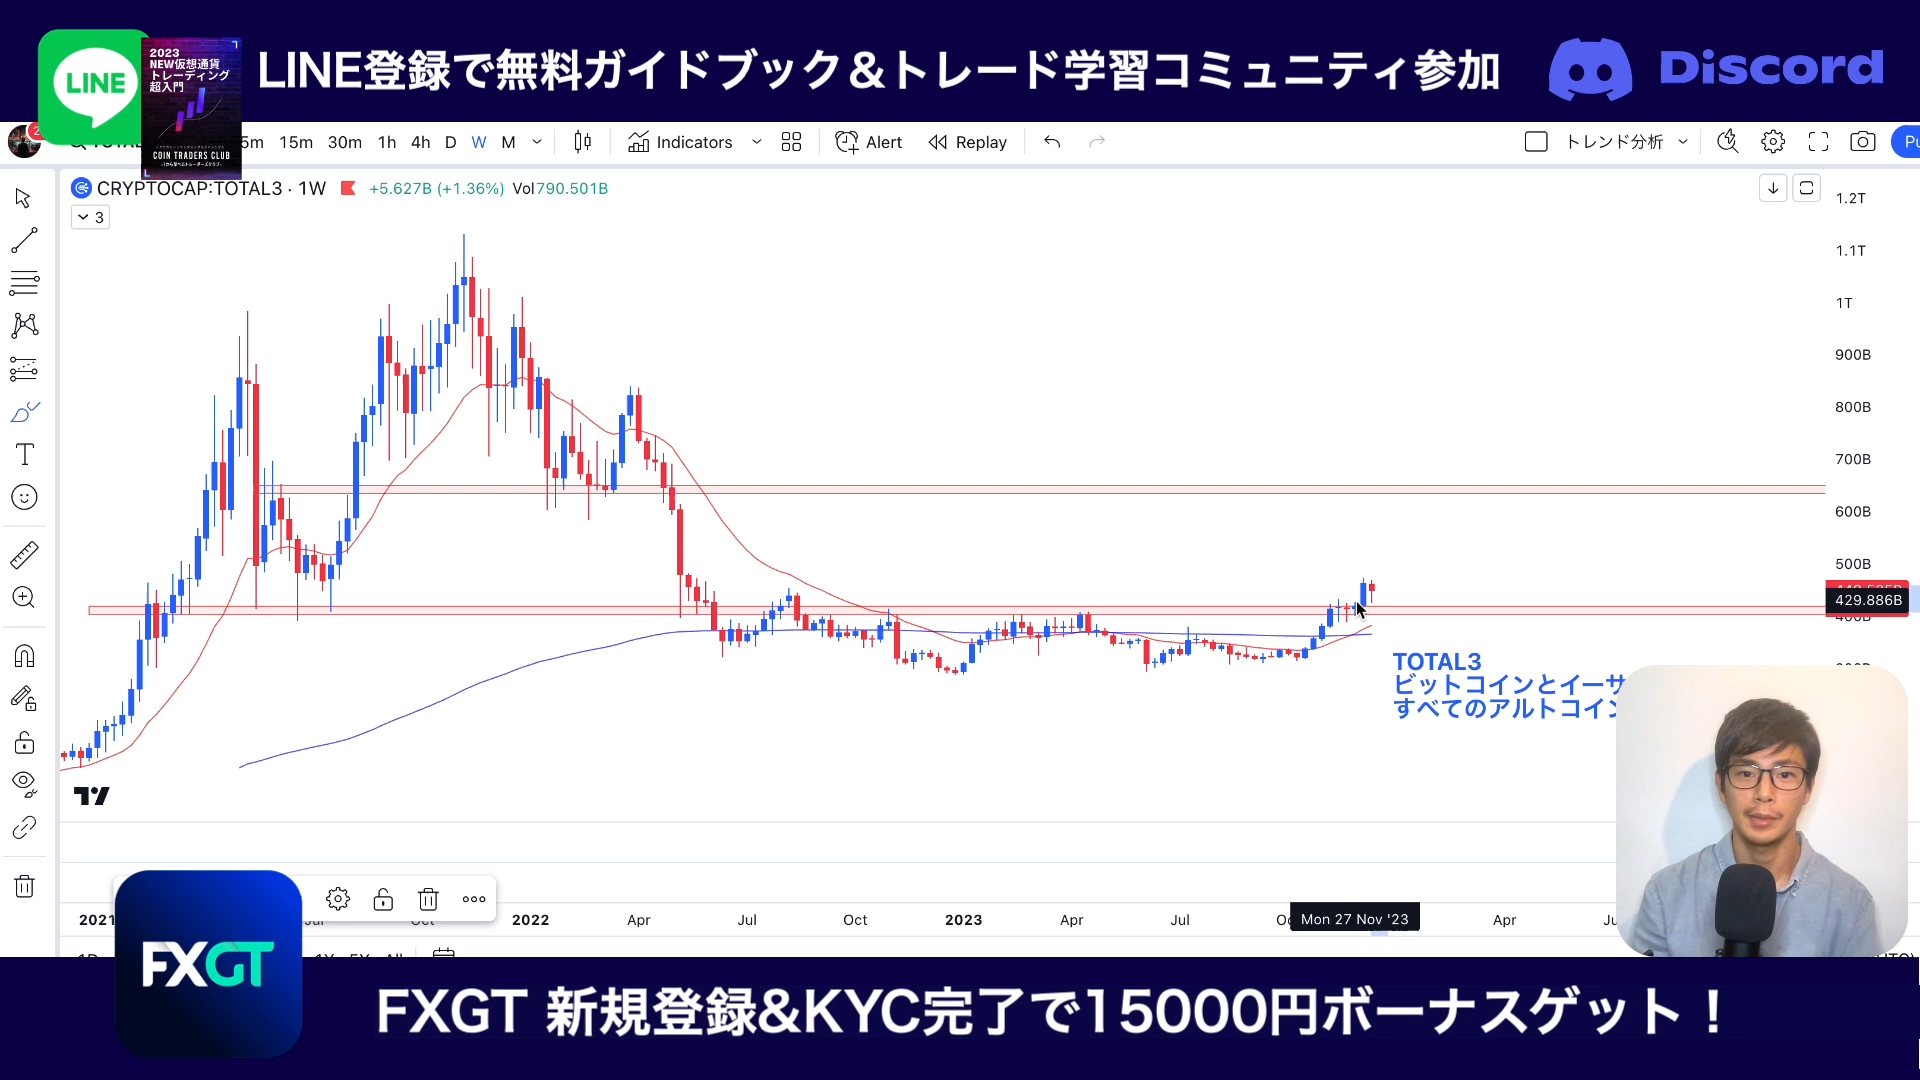 LINE
2023
NEW仮想通貨
トレーディング
超入門
COIN TRADERS CLUB
LINE登録で無料ガイドブック&トレード学習コミュニティ参加
Discord
2
5m 15m 30m 1h 4h D W M Indicators Alert Replay トレンド分析
CRYPTOCAP:TOTAL3 · 1W +5.627B (+1.36%) Vol790.501B
3
1.2T
1.1T
1T
900B
800B
700B
600B
500B
429.886B
TOTAL3
ビットコインとイーサ
すべてのアルトコイン
2021 Jul Oct 2022 Apr Jul Oct 2023 Apr Jul Mon 27 Nov '23 Apr
FXGT
FXGT 新規登録&KYC完了で15000円ボーナスゲット！